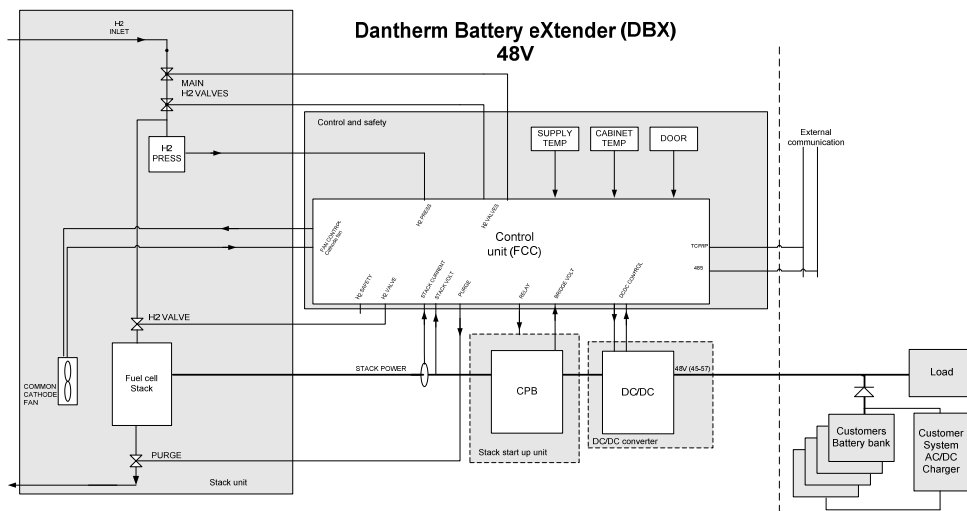 Dantherm Battery eXtender (DBX)
48V
H2
INLET
MAIN
H2 VALVES
H2
PRESS
Control and safety
SUPPLY
TEMP
CABINET
TEMP
DOOR
External
communication
FAN CONTROL
Cathode fan
H2 PRESS
H2 VALVES
Control
unit (FCC)
TCP/IP
485
H2 SAFETY
H2 VALVE
STACK CURRENT
STACK VOLT
PURGE
RELAY
BRIDGE VOLT
DCDC CONTROL
H2 VALVE
Fuel cell
Stack
COMMON
CATHODE
FAN
STACK POWER
CPB
DC/DC
48V (45-57)
Load
Stack start up unit
DC/DC converter
Customers
Battery bank
Customer
System
AC/DC
Charger
PURGE
Stack unit